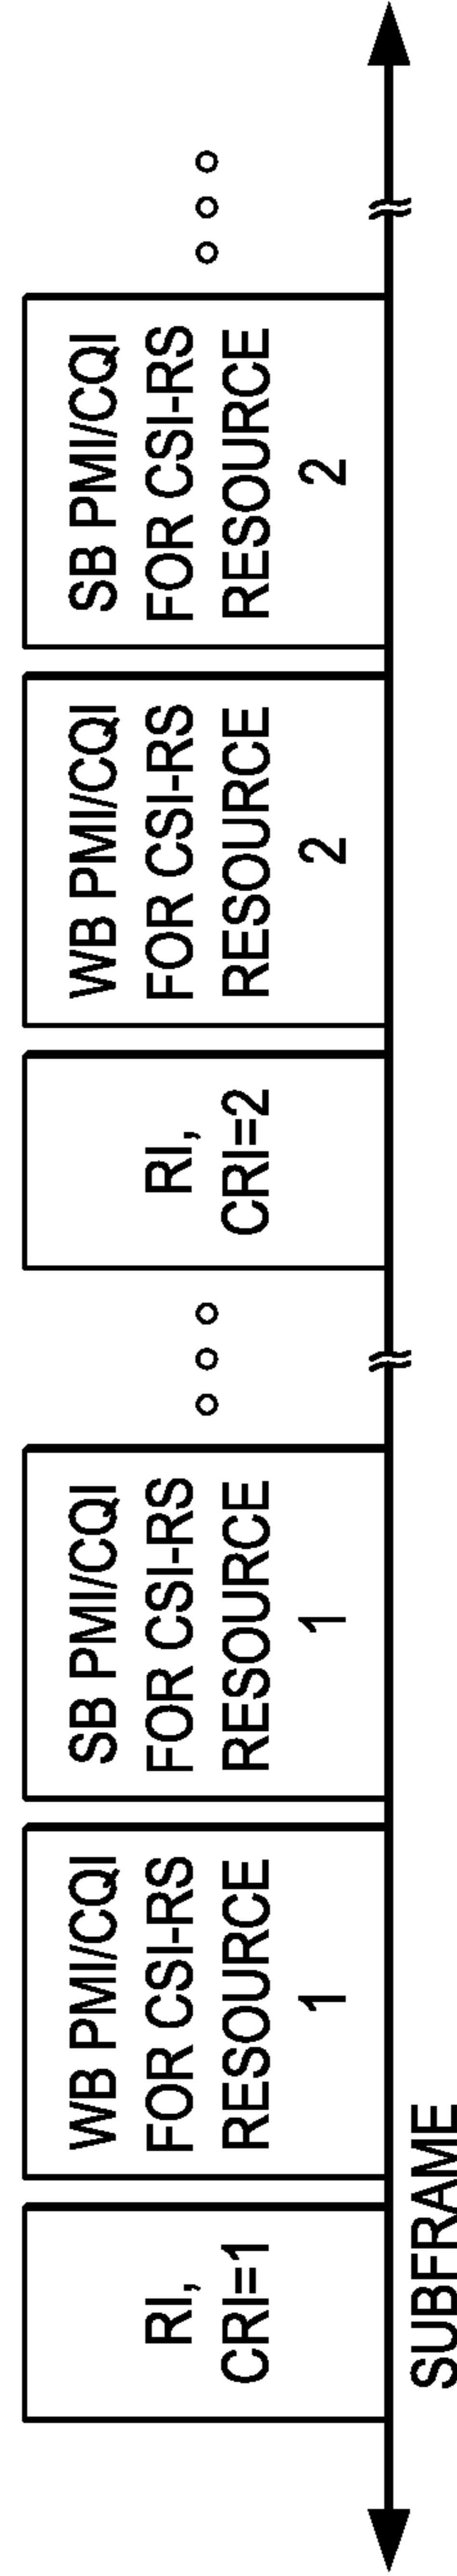 RI,
CRI=1
WB PMI/CQI
FOR CSI-RS
RESOURCE
1
SB PMI/CQI
FOR CSI-RS
RESOURCE
1
RI,
CRI=2
WB PMI/CQI
FOR CSI-RS
RESOURCE
2
SB PMI/CQI
FOR CSI-RS
RESOURCE
2
SUBFRAME